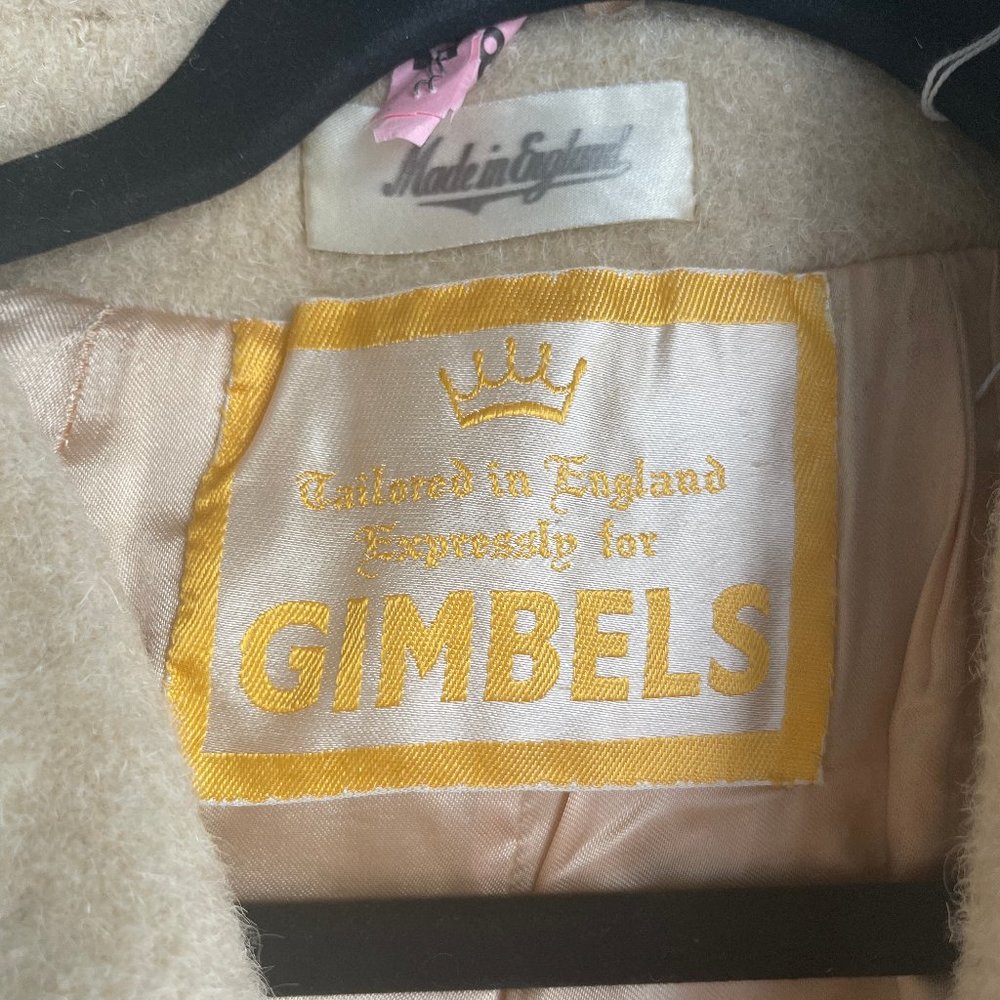 Made in England
Tailored in England
Expressly for
GIMBELS